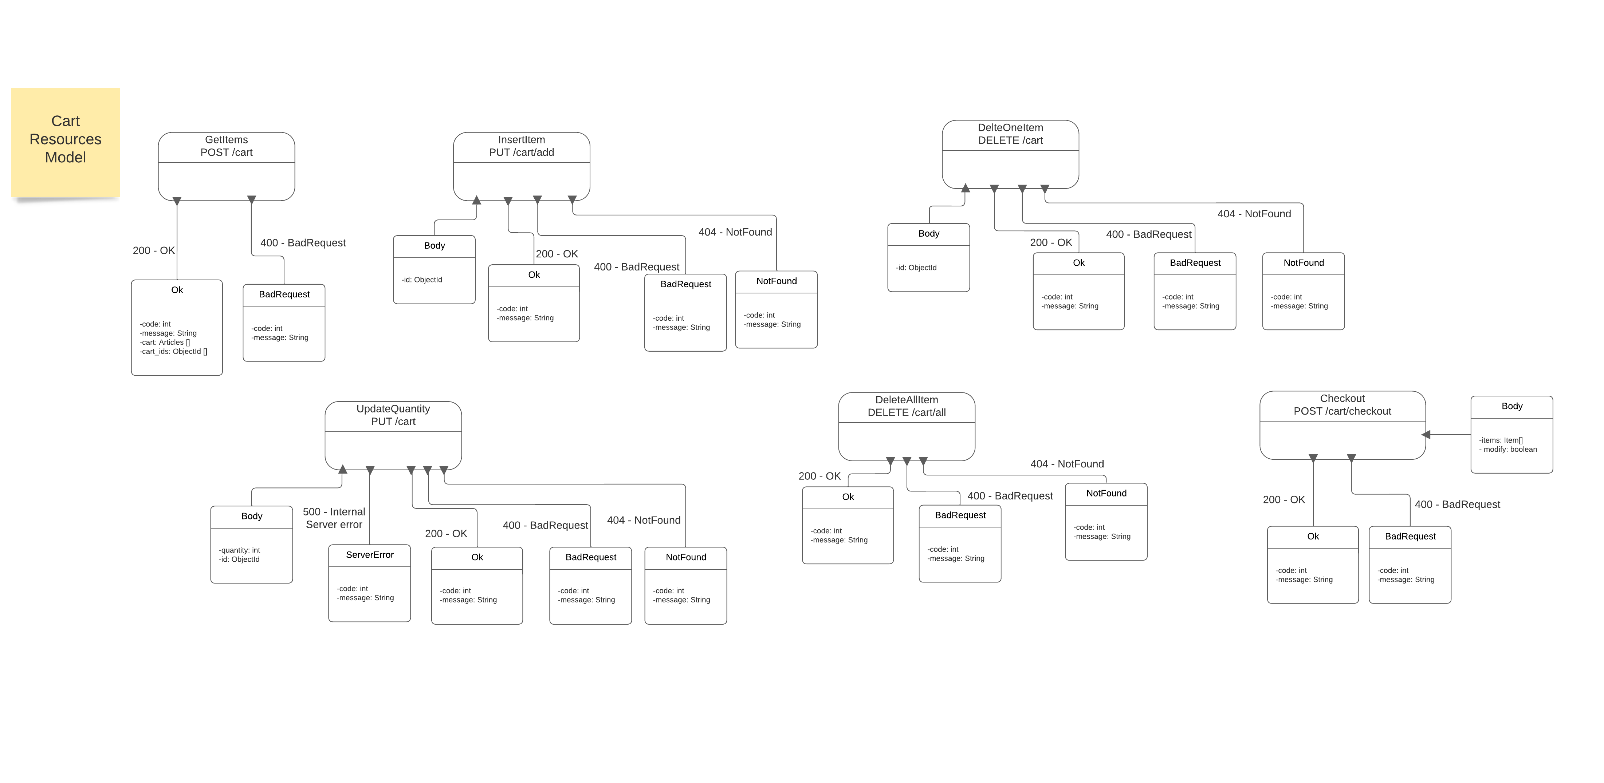 Cart
Resources
Model
GetItems
POST /cart
200 - OK
400 - BadRequest
Ok
-code: int
-message: String
-cart: Articles []
-cart_ids: ObjectId []
BadRequest
-code: int
-message: String
InsertItem
PUT /cart/add
Body
-id: ObjectId
200 - OK
Ok
-code: int
-message: String
400 - BadRequest
BadRequest
-code: int
-message: String
404 - NotFound
NotFound
-code: int
-message: String
DelteOneItem
DELETE /cart
Body
-id: ObjectId
200 - OK
Ok
-code: int
-message: String
400 - BadRequest
BadRequest
-code: int
-message: String
404 - NotFound
NotFound
-code: int
-message: String
UpdateQuantity
PUT /cart
Body
-quantity: int
-id: ObjectId
500 - Internal
Server error
ServerError
-code: int
-message: String
200 - OK
Ok
-code: int
-message: String
400 - BadRequest
BadRequest
-code: int
-message: String
404 - NotFound
NotFound
-code: int
-message: String
DeleteAllItem
DELETE /cart/all
200 - OK
Ok
-code: int
-message: String
400 - BadRequest
BadRequest
-code: int
-message: String
404 - NotFound
NotFound
-code: int
-message: String
Checkout
POST /cart/checkout
Body
-items: Item[]
- modify: boolean
200 - OK
Ok
-code: int
-message: String
400 - BadRequest
BadRequest
-code: int
-message: String